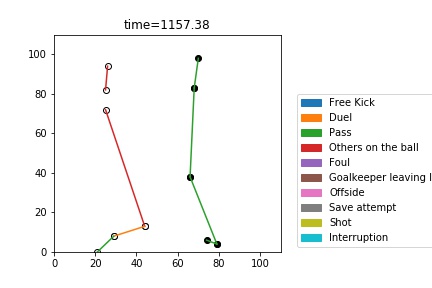 time=1157.38
100
80
60
40
20
0
0 20 40 60 80 100
Free Kick
Duel
Pass
Others on the ball
Foul
Goalkeeper leaving l
Offside
Save attempt
Shot
Interruption